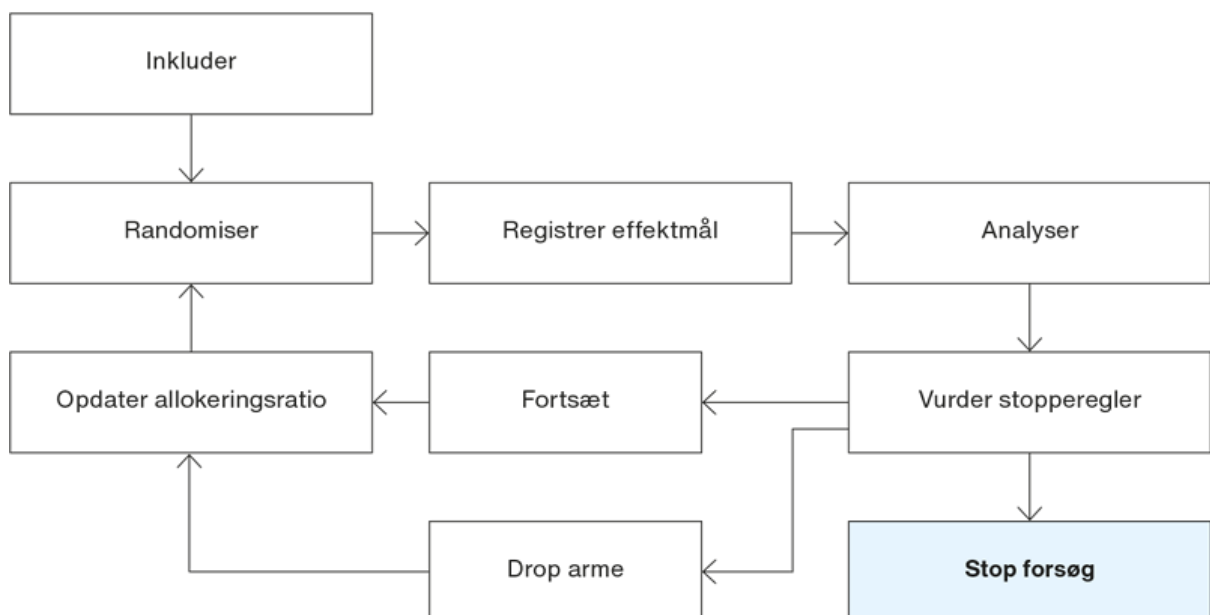 Inkluder
Randomiser
Registrer effektmål
Analyser
Opdater allokeringsratio
Fortsæt
Vurder stopperegler
Drop arme
Stop forsøg